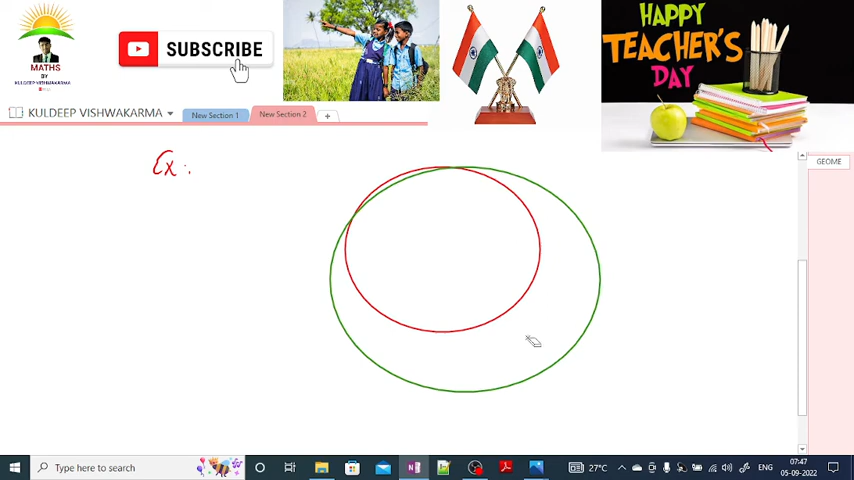 MATHS
BY
KULDEEP VISHWAKARMA
SUBSCRIBE
HAPPY
TEACHER'S
DAY
KULDEEP VISHWAKARMA
New Section 1
New Section 2
+
GEOME
Ex :
Type here to search
27°C
ENG
07:47
05-09-2022